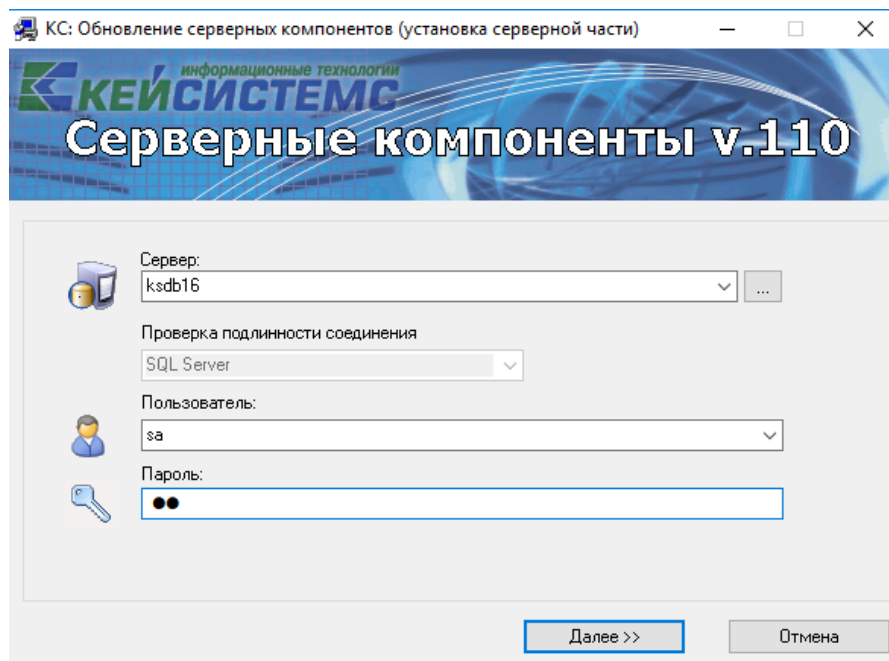 КС: Обновление серверных компонентов (установка серверной части)
информационные технологии
КЕЙСИСТЕМС
Серверные компоненты v.110
Сервер:
ksdb16
...
Проверка подлинности соединения
SQL Server
Пользователь:
sa
Пароль:
●●
Далее >>
Отмена